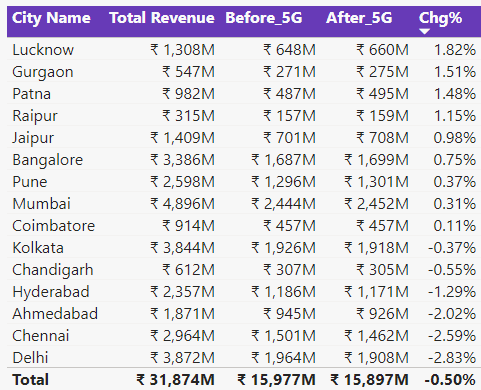 City Name Total Revenue Before_5G After_5G Chg%
Lucknow ₹ 1,308M ₹ 648M ₹ 660M 1.82%
Gurgaon ₹ 547M ₹ 271M ₹ 275M 1.51%
Patna ₹ 982M ₹ 487M ₹ 495M 1.48%
Raipur ₹ 315M ₹ 157M ₹ 159M 1.15%
Jaipur ₹ 1,409M ₹ 701M ₹ 708M 0.98%
Bangalore ₹ 3,386M ₹ 1,687M ₹ 1,699M 0.75%
Pune ₹ 2,598M ₹ 1,296M ₹ 1,301M 0.37%
Mumbai ₹ 4,896M ₹ 2,444M ₹ 2,452M 0.31%
Coimbatore ₹ 914M ₹ 457M ₹ 457M 0.11%
Kolkata ₹ 3,844M ₹ 1,926M ₹ 1,918M -0.37%
Chandigarh ₹ 612M ₹ 307M ₹ 305M -0.55%
Hyderabad ₹ 2,357M ₹ 1,186M ₹ 1,171M -1.29%
Ahmedabad ₹ 1,871M ₹ 945M ₹ 926M -2.02%
Chennai ₹ 2,964M ₹ 1,501M ₹ 1,462M -2.59%
Delhi ₹ 3,872M ₹ 1,964M ₹ 1,908M -2.83%
Total ₹ 31,874M ₹ 15,977M ₹ 15,897M -0.50%